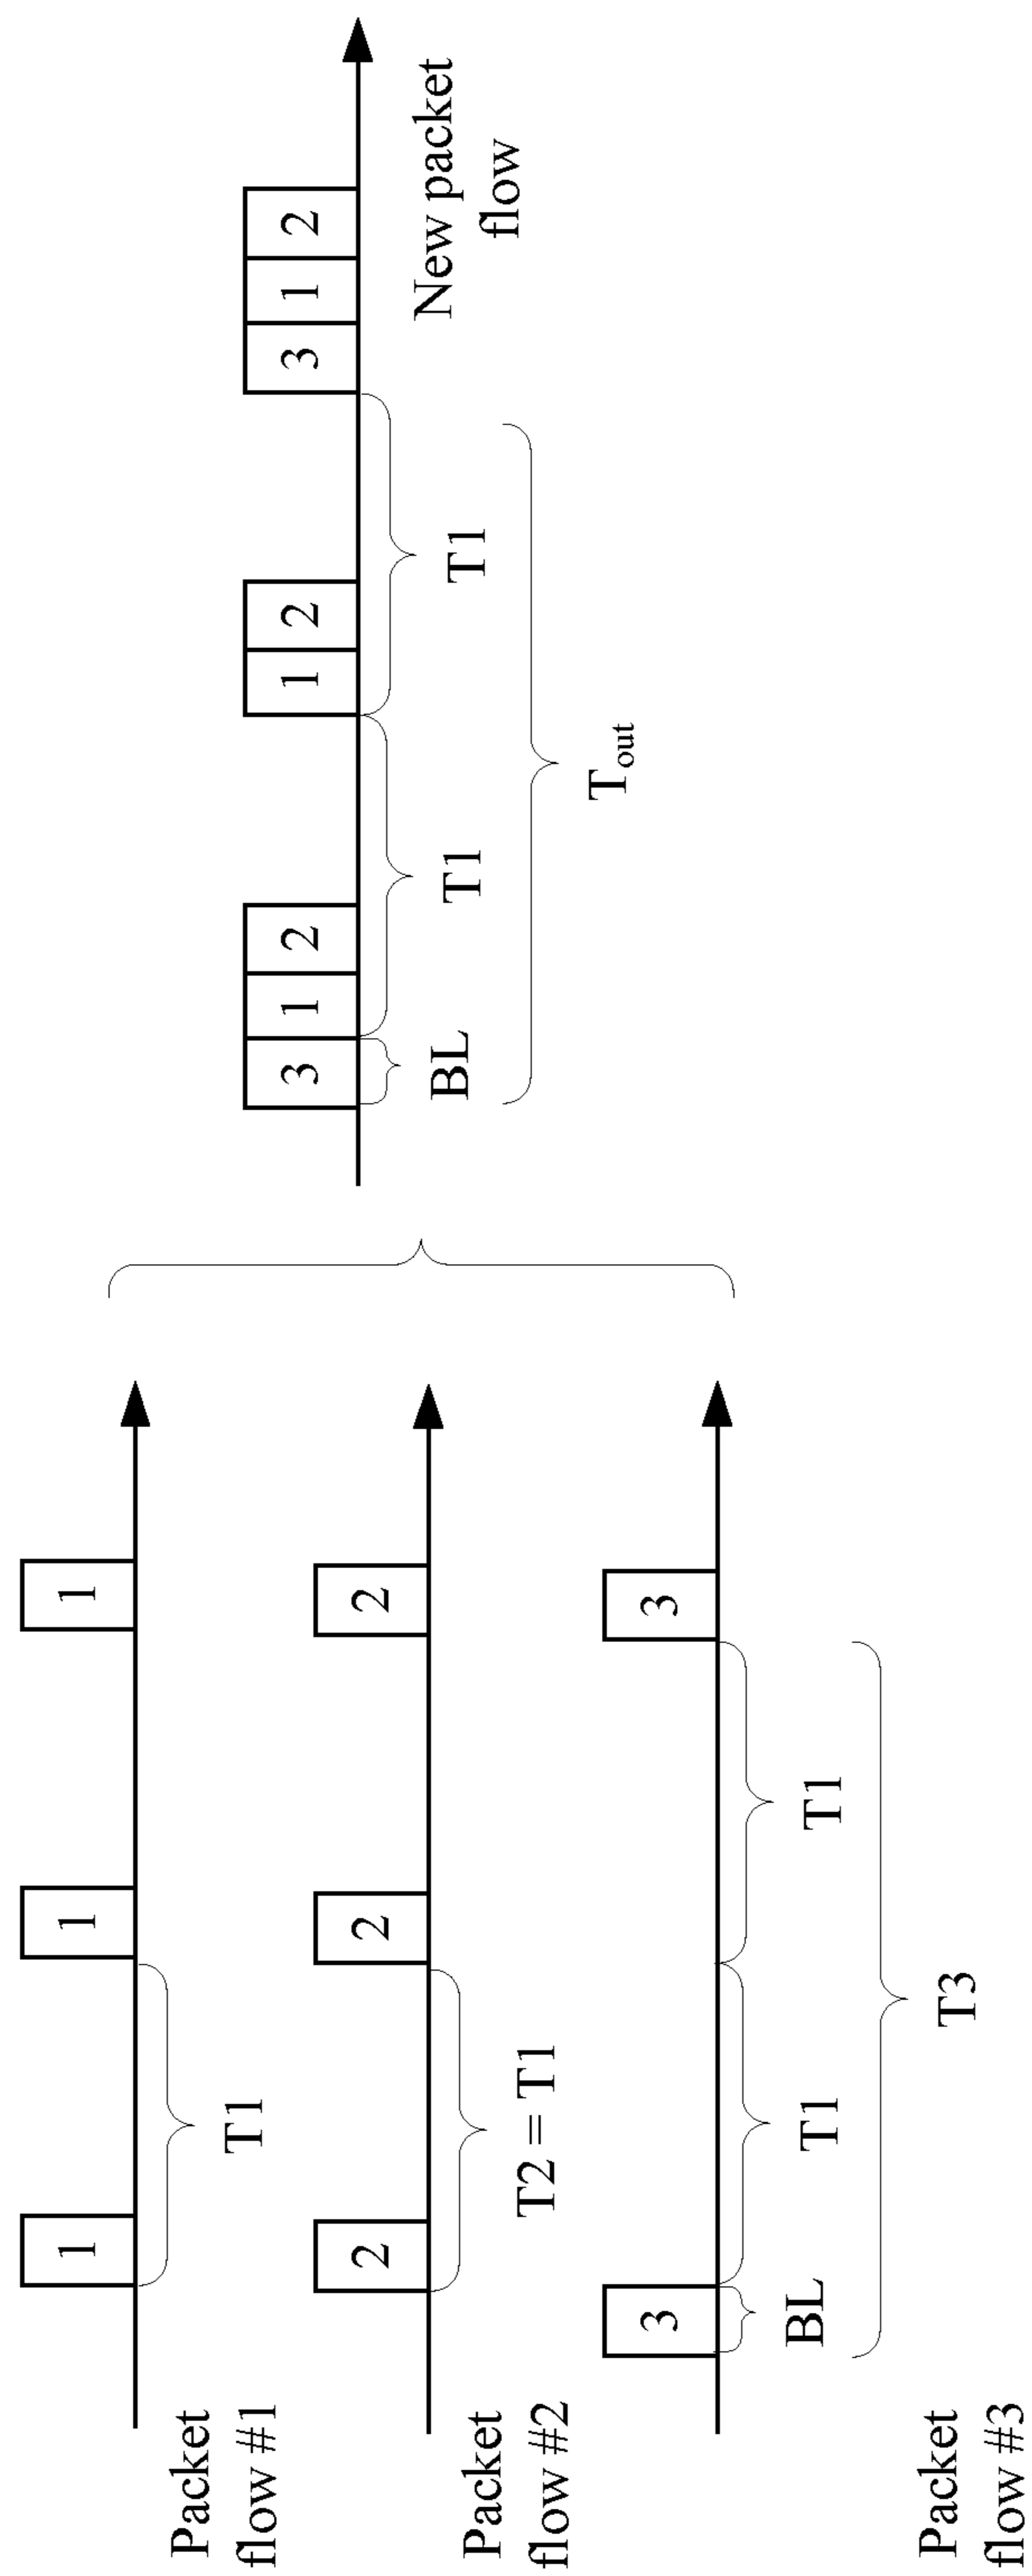 1
1
1
Packet
flow #1
T1
2
2
2
Packet
flow #2
T2 = T1
3
3
BL
T1
T1
T3
Packet
flow #3
3
1
2
1
2
3
1
2
BL
T1
T1
Tout
New packet
flow